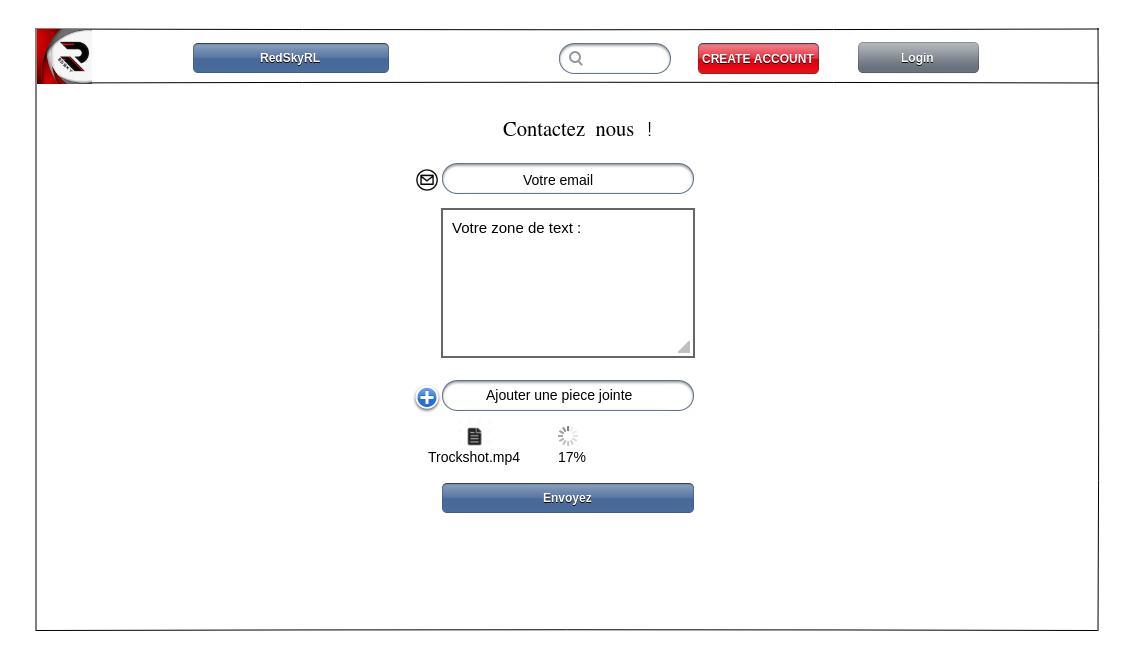 RedSkyRL
CREATE ACCOUNT
Login
Contactez nous !
Votre email
Votre zone de text :
Ajouter une piece jointe
Trockshot.mp4
17%
Envoyez